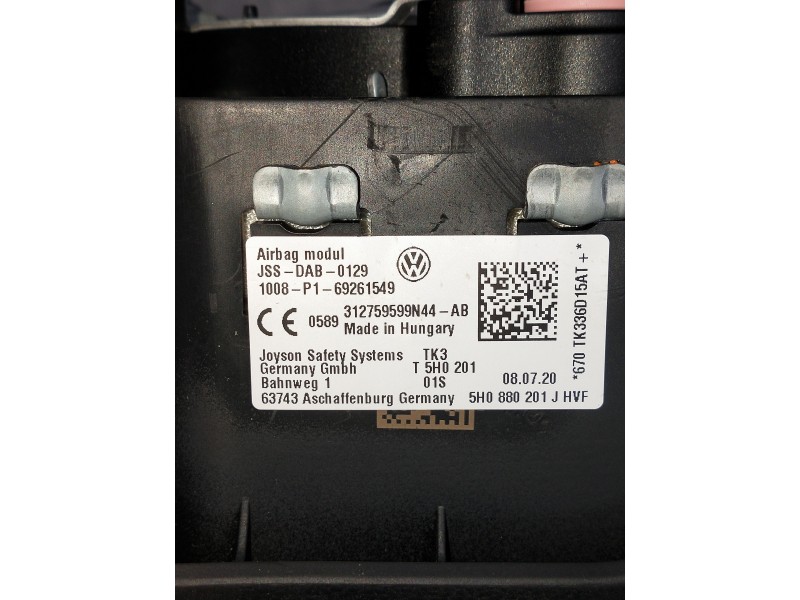 Airbag modul
JSS-DAB-0129
1008-P1-69261549
312759599N44-AB
CE 0589
Made in Hungary
Joyson Safety Systems TK3
Germany GmbH T 5H0 201
Bahnweg 1 01S 08.07.20
63743 Aschaffenburg Germany 5H0 880 201 J HVF
*670 TK336D15AT+*